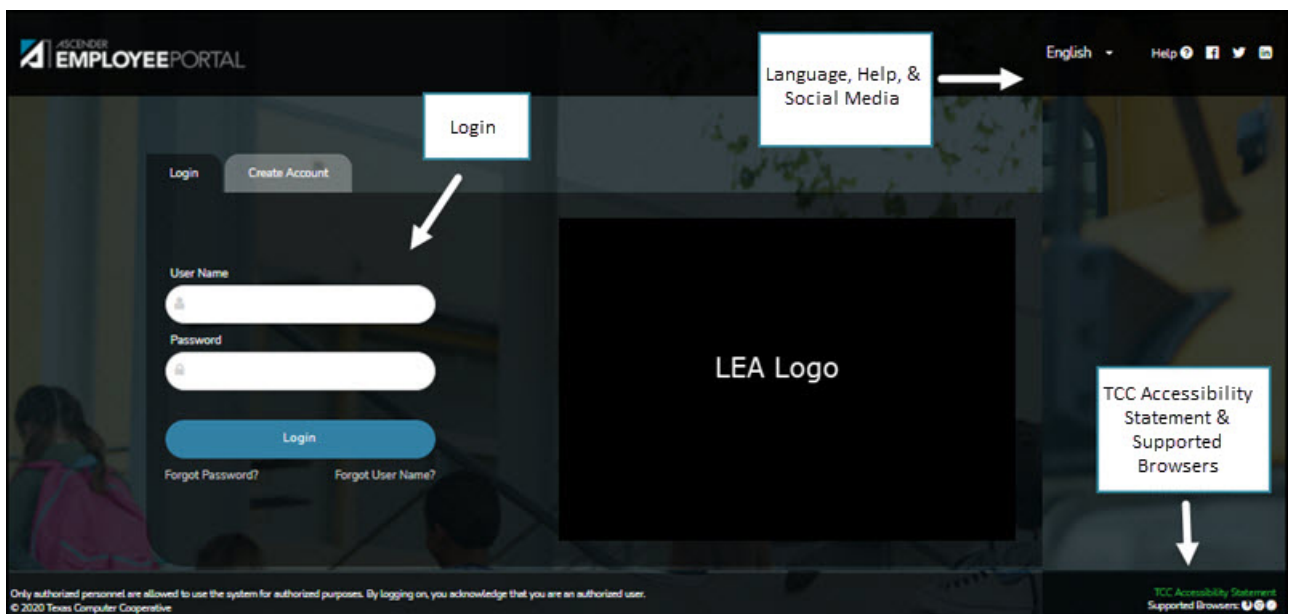 ASCENDER
EMPLOYEEPORTAL
Language, Help, &
Social Media
English
Help
Login
Login
Create Account
User Name
Password
LEA Logo
Login
Forgot Password?
Forgot User Name?
TCC Accessibility
Statement &
Supported
Browsers
Only authorized personnel are allowed to use the system for authorized purposes. By logging on, you acknowledge that you are an authorized user.
© 2020 Texas Computer Cooperative
TCC Accessibility Statement
Supported Browsers: